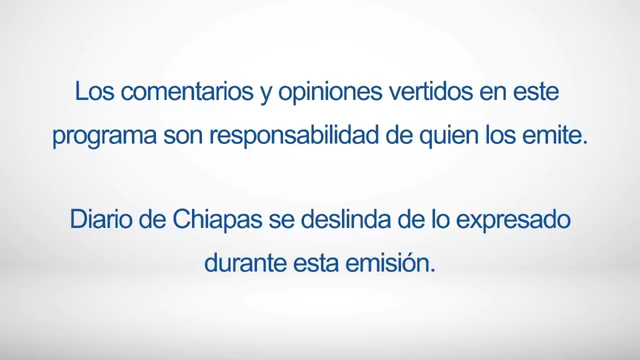 Los comentarios y opiniones vertidos en este
programa son responsabilidad de quien los emite.
Diario de Chiapas se deslinda de lo expresado
durante esta emisión.